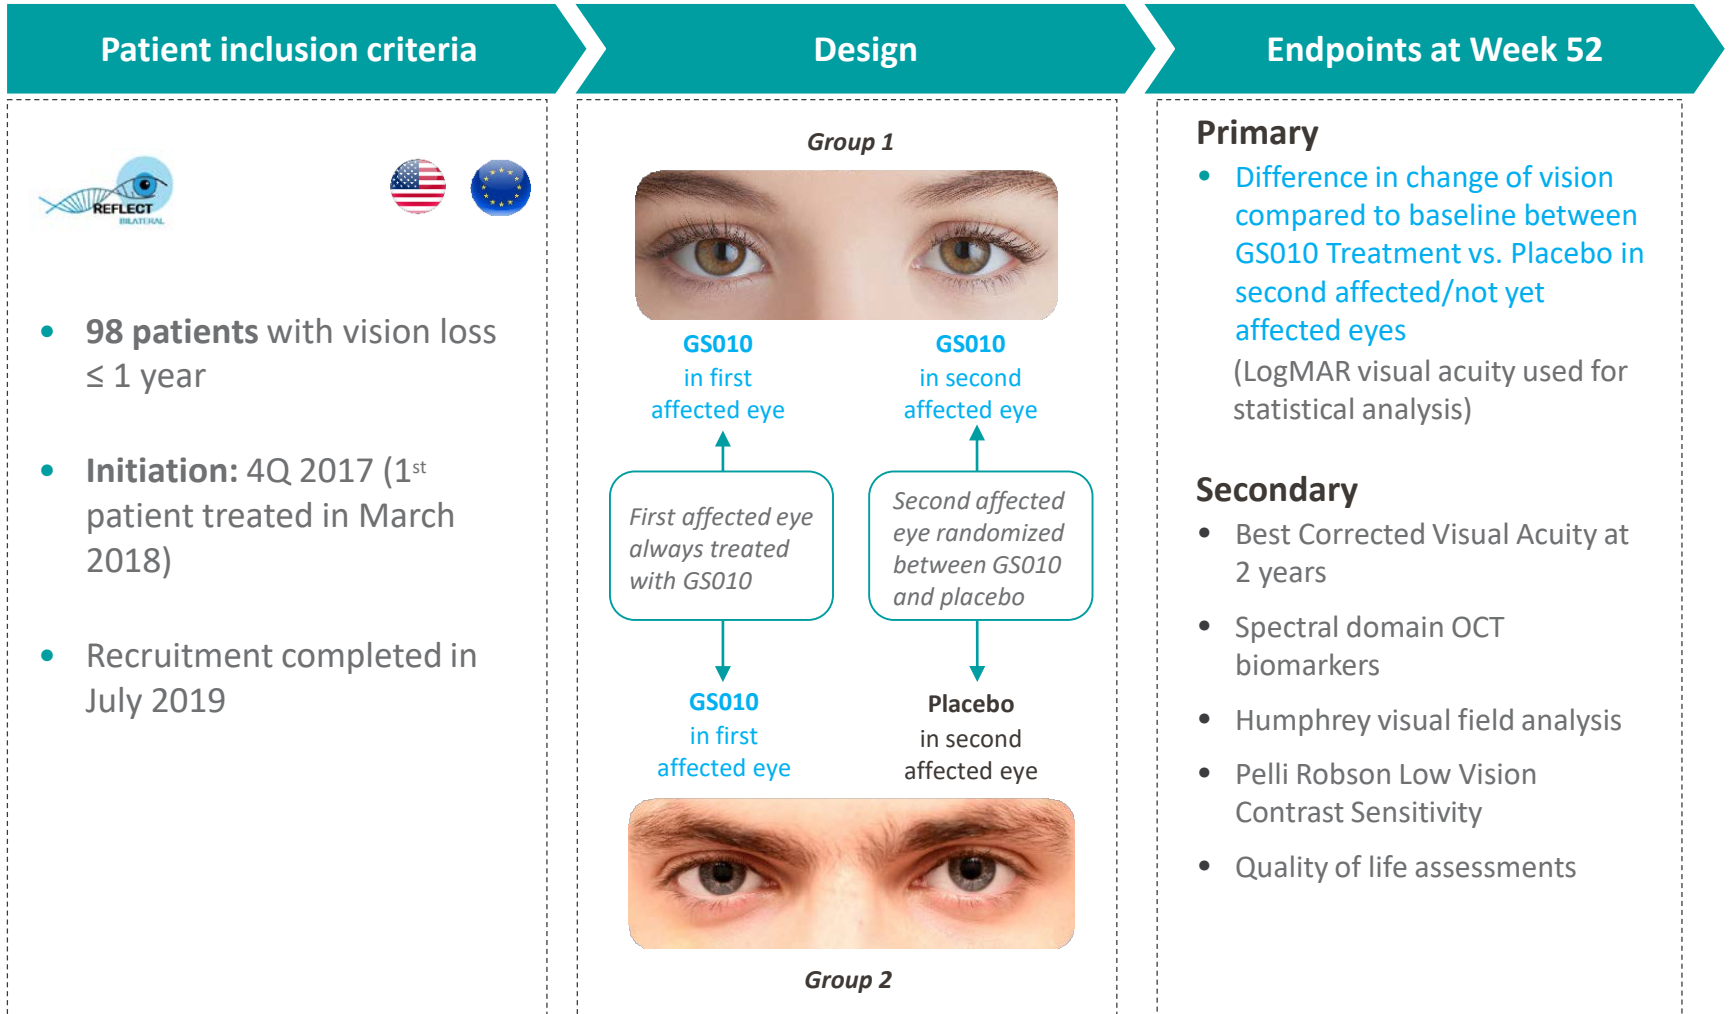 Patient inclusion criteria
REFLECT
BILATERAL
• 98 patients with vision loss
≤ 1 year
• Initiation: 4Q 2017 (1st
patient treated in March
2018)
• Recruitment completed in
July 2019
Design
Group 1
GS010
in first
affected eye
GS010
in second
affected eye
First affected eye
always treated
with GS010
Second affected
eye randomized
between GS010
and placebo
GS010
in first
affected eye
Placebo
in second
affected eye
Group 2
Endpoints at Week 52
Primary
• Difference in change of vision
compared to baseline between
GS010 Treatment vs. Placebo in
second affected/not yet
affected eyes
(LogMAR visual acuity used for
statistical analysis)
Secondary
• Best Corrected Visual Acuity at
2 years
• Spectral domain OCT
biomarkers
• Humphrey visual field analysis
• Pelli Robson Low Vision
Contrast Sensitivity
• Quality of life assessments